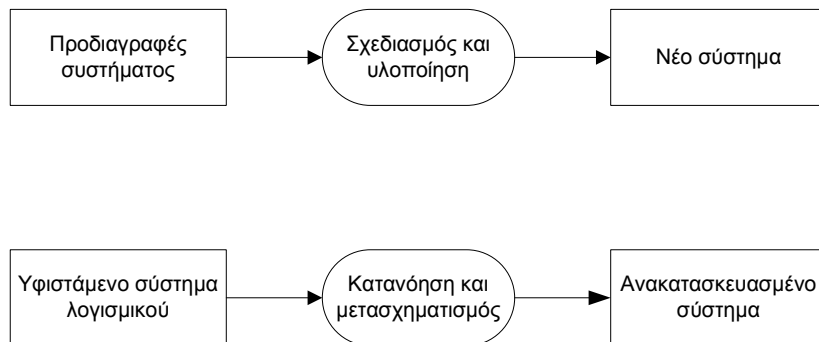 Προδιαγραφές
συστήματος
Σχεδιασμός και
υλοποίηση
Νέο σύστημα
Υφιστάμενο σύστημα
λογισμικού
Κατανόηση και
μετασχηματισμός
Ανακατασκευασμένο
σύστημα